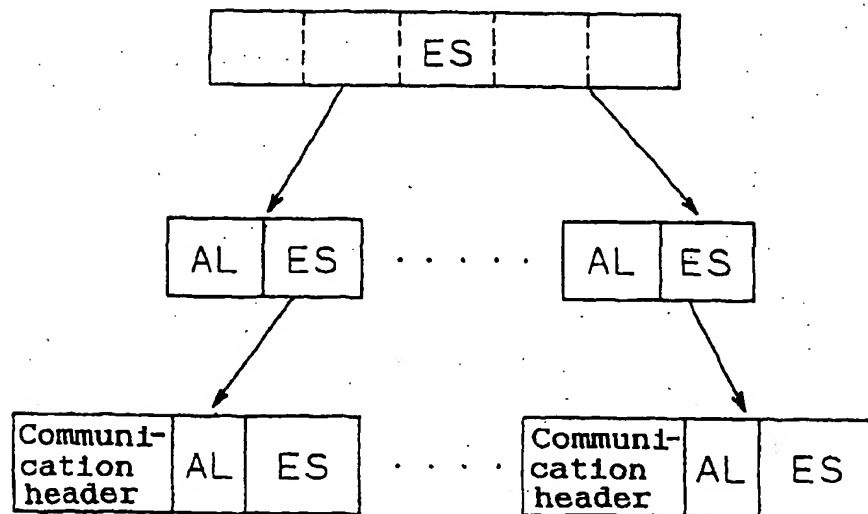 ES
AL ES ..... AL ES
Communi-
cation
header AL ES .... Communi-
cation
header AL ES